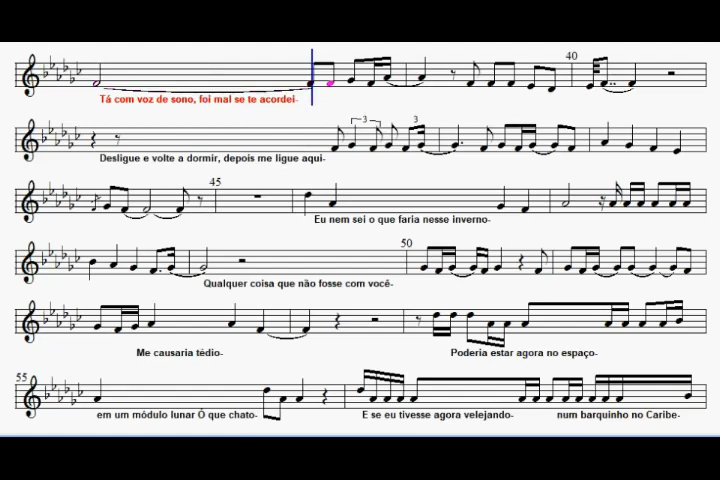 40
Tá com voz de sono, foi mal se te acordei-
3 3
Desligue e volte a dormir, depois me ligue aqui-
45
Eu nem sei o que faria nesse inverno-
50
Qualquer coisa que não fosse com você-
Me causaria tédio- Poderia estar agora no espaço-
55
em um módulo lunar Ó que chato- E se eu tivesse agora velejando- num barquinho no Caribe-